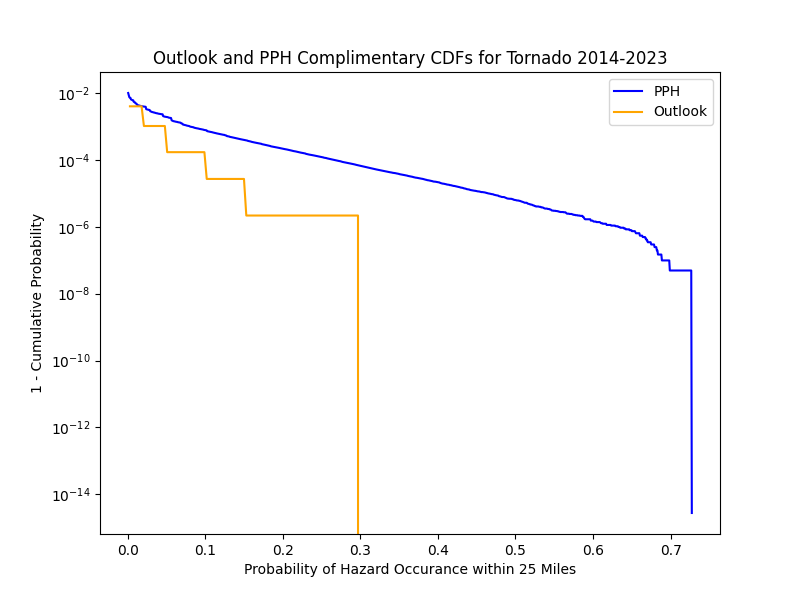 Outlook and PPH Complimentary CDFs for Tornado 2014-2023
PPH
Outlook
1 - Cumulative Probability
10⁻²
10⁻⁴
10⁻⁶
10⁻⁸
10⁻¹⁰
10⁻¹²
10⁻¹⁴
0.0 0.1 0.2 0.3 0.4 0.5 0.6 0.7
Probability of Hazard Occurance within 25 Miles